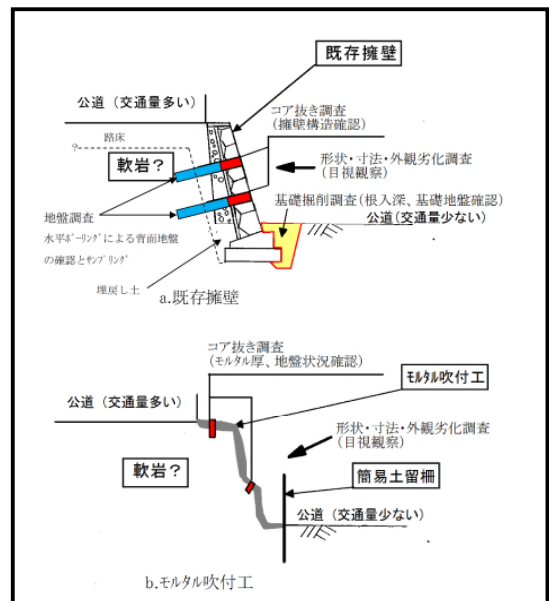 既存擁壁
公道（交通量多い）
コア抜き調査
（擁壁構造確認）
路床
?
軟岩？
形状・寸法・外観劣化調査
（目視観察）
基礎掘削調査（根入深、基礎地盤確認）
地盤調査
公道（交通量少ない）
水平ボーリングによる背面地盤
の確認とサンプリング
埋戻し土
a.既存擁壁
コア抜き調査
（モルタル厚、地盤状況確認）
モルタル吹付工
公道（交通量多い）
形状・寸法・外観劣化調査
（目視観察）
軟岩？
簡易土留柵
公道（交通量少ない）
b.モルタル吹付工